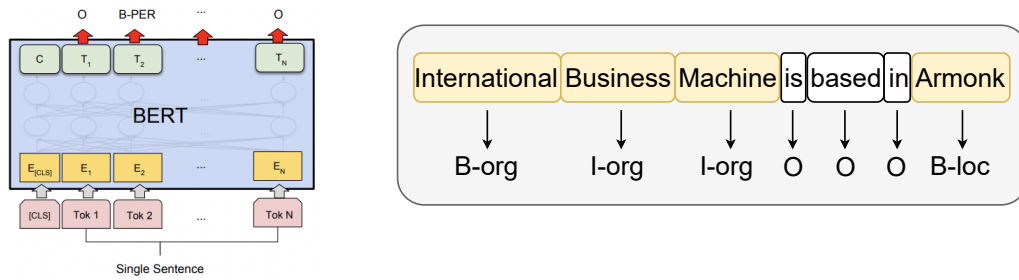 O B-PER ... O
C T1 T2 ... TN
BERT
E[CLS] E1 E2 ... EN
[CLS] Tok 1 Tok 2 ... Tok N
Single Sentence
International Business Machine is based in Armonk
B-org I-org I-org O O O B-loc